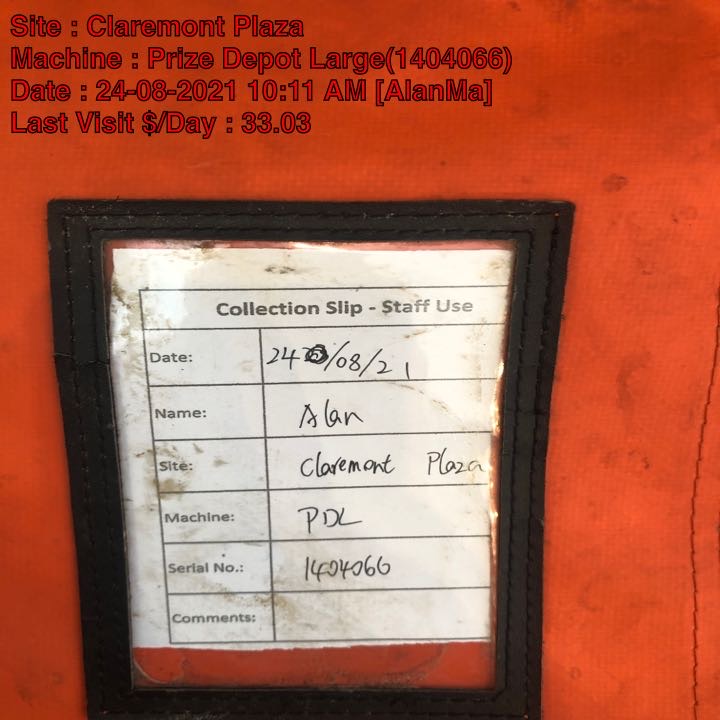 Site : Claremont Plaza
Machine : Prize Depot Large(1404066)
Date : 24-08-2021 10:11 AM [AlanMa]
Last Visit $/Day : 33.03
Collection Slip - Staff Use
Date: 24/08/21
Name: Alan
Site: Claremont Plaza
Machine: PDL
Serial No.: 1404066
Comments: